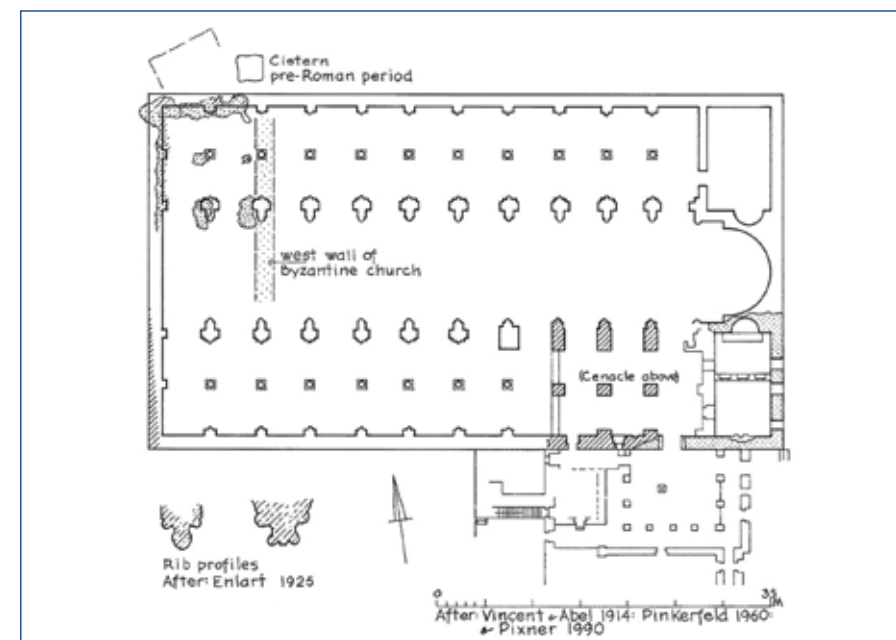 Cistern
pre-Roman period
west wall of
byzantine church
(Cenacle above)
Rib profiles
After: Enlart 1925
0
35
M
After: Vincent & Abel 1914: Pinkerfeld 1960:
& Pixner 1990